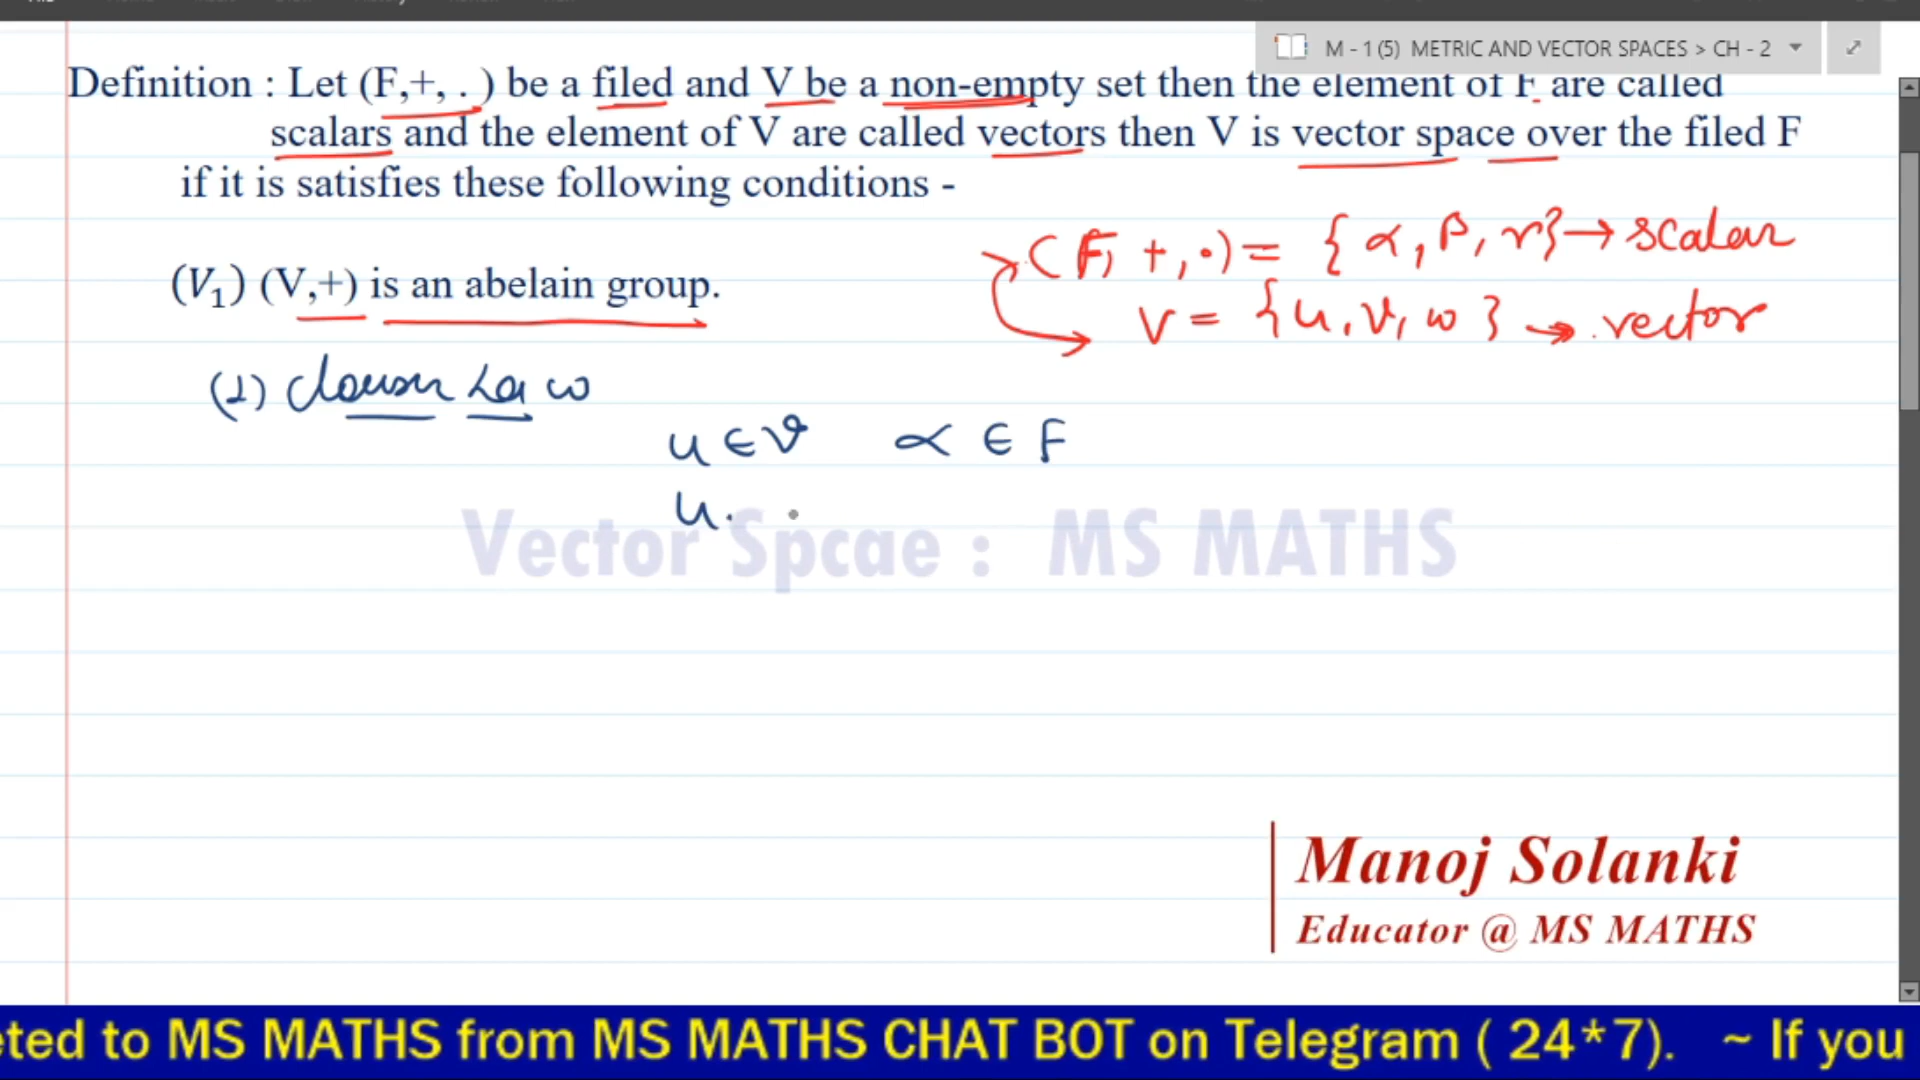 M - 1 (5) METRIC AND VECTOR SPACES > CH - 2
Definition : Let (F,+, . ) be a filed and V be a non-empty set then the element of F are called
scalars and the element of V are called vectors then V is vector space over the filed F
if it is satisfies these following conditions -
(F, +, .) = { α, β, r} → scalar
(V₁) (V,+) is an abelain group.
V = {u, v, w } → vector
(1) Law
u ∈ v α ∈ F
u .
Vector Spcae : MS MATHS
Manoj Solanki
Educator @ MS MATHS
eted to MS MATHS from MS MATHS CHAT BOT on Telegram ( 24*7). ~ If you